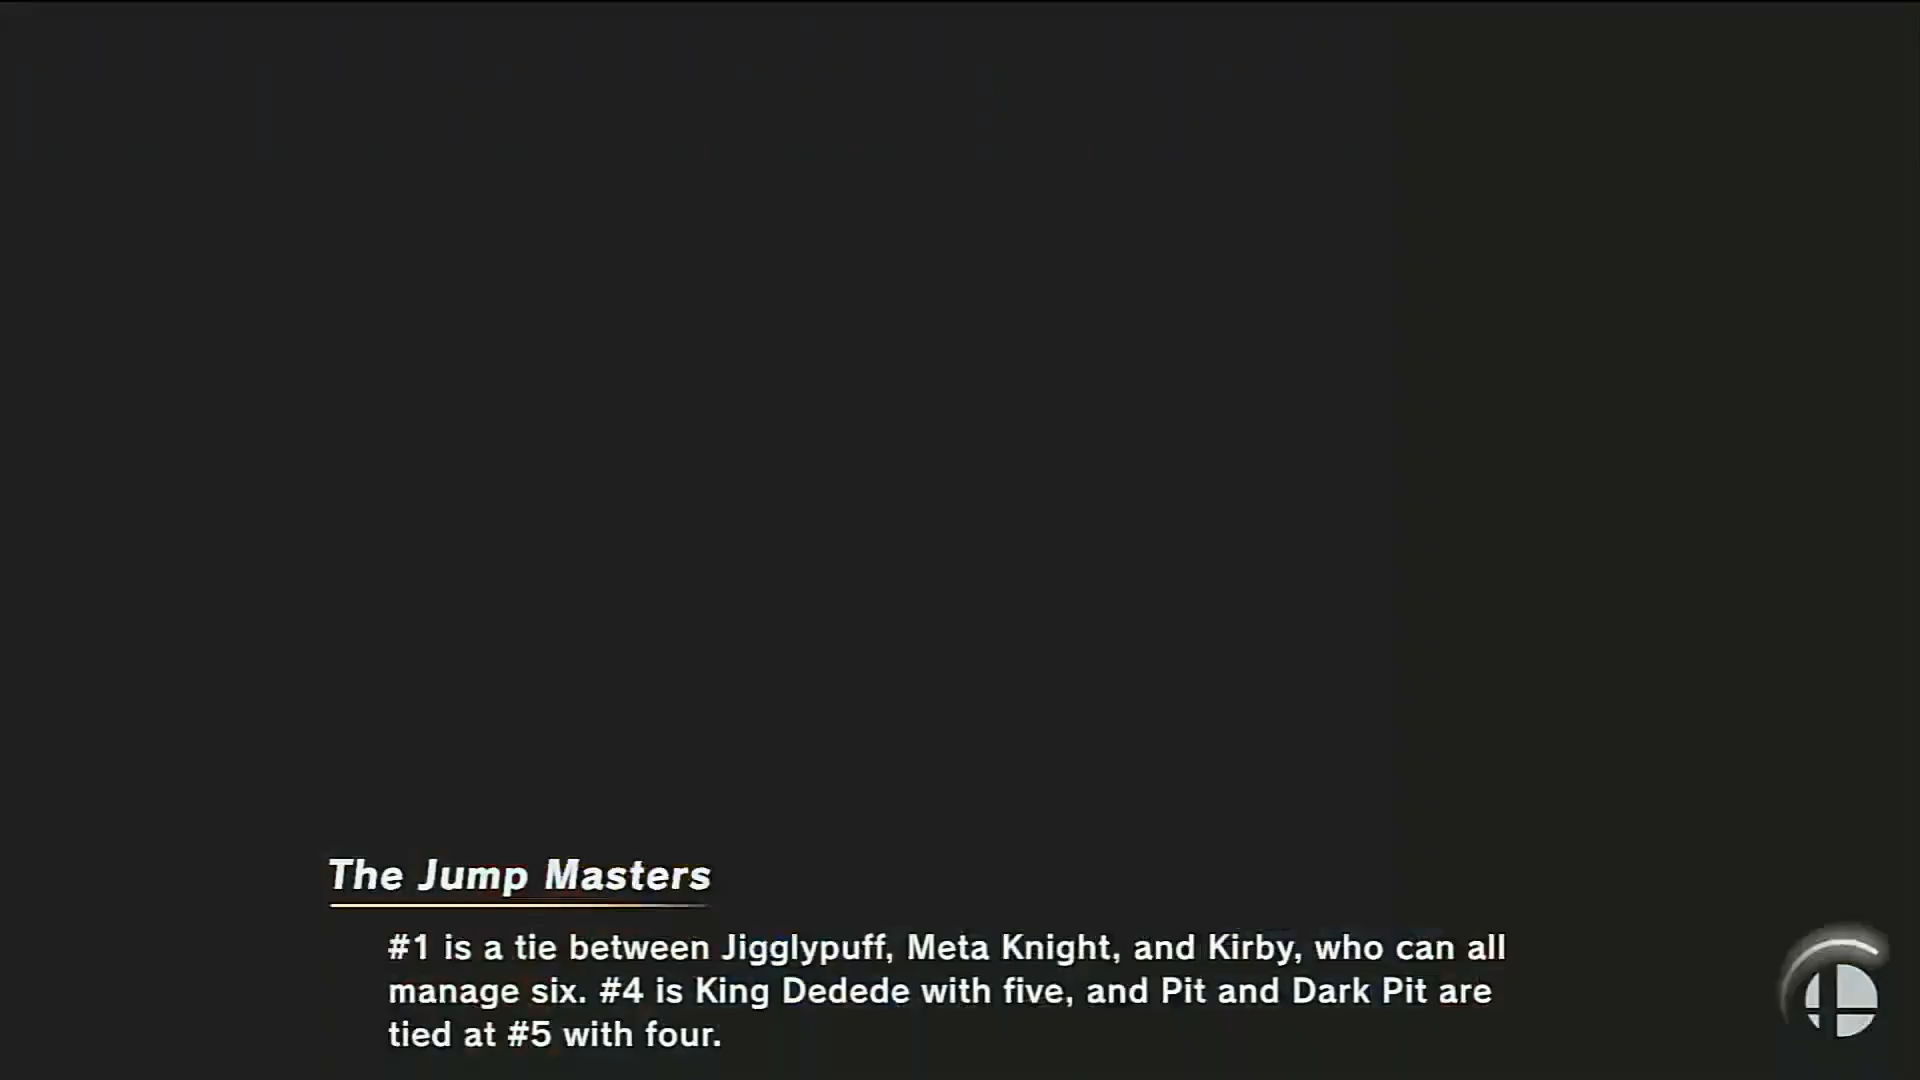 The Jump Masters
#1 is a tie between Jigglypuff, Meta Knight, and Kirby, who can all
manage six. #4 is King Dedede with five, and Pit and Dark Pit are
tied at #5 with four.